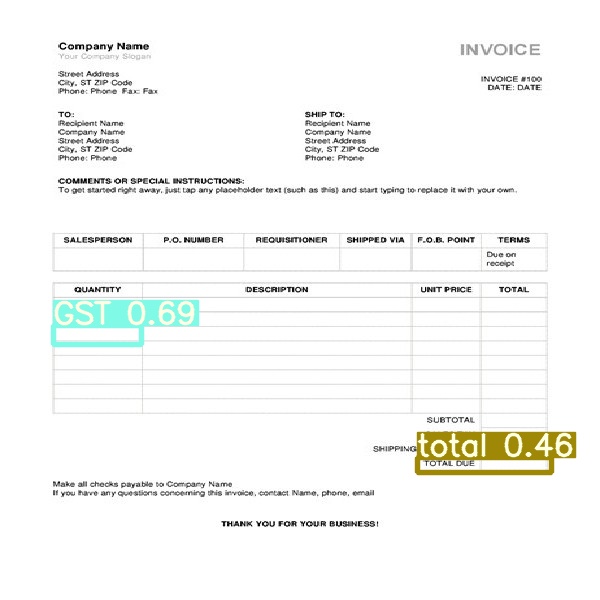 Company Name
Your Company Slogan
INVOICE
Street Address
City, ST ZIP Code
Phone: Phone Fax: Fax
INVOICE #100
DATE: DATE
TO:
Recipient Name
Company Name
Street Address
City, ST ZIP Code
Phone: Phone
SHIP TO:
Recipient Name
Company Name
Street Address
City, ST ZIP Code
Phone: Phone
COMMENTS OR SPECIAL INSTRUCTIONS:
To get started right away, just tap any placeholder text (such as this) and start typing to replace it with your own.
SALESPERSON P.O. NUMBER REQUISITIONER SHIPPED VIA F.O.B. POINT TERMS
Due on
receipt
QUANTITY DESCRIPTION UNIT PRICE TOTAL
GST 0.69
SUBTOTAL
SHIPPING
total 0.46
TOTAL DUE
Make all checks payable to Company Name
If you have any questions concerning this invoice, contact Name, phone, email
THANK YOU FOR YOUR BUSINESS!